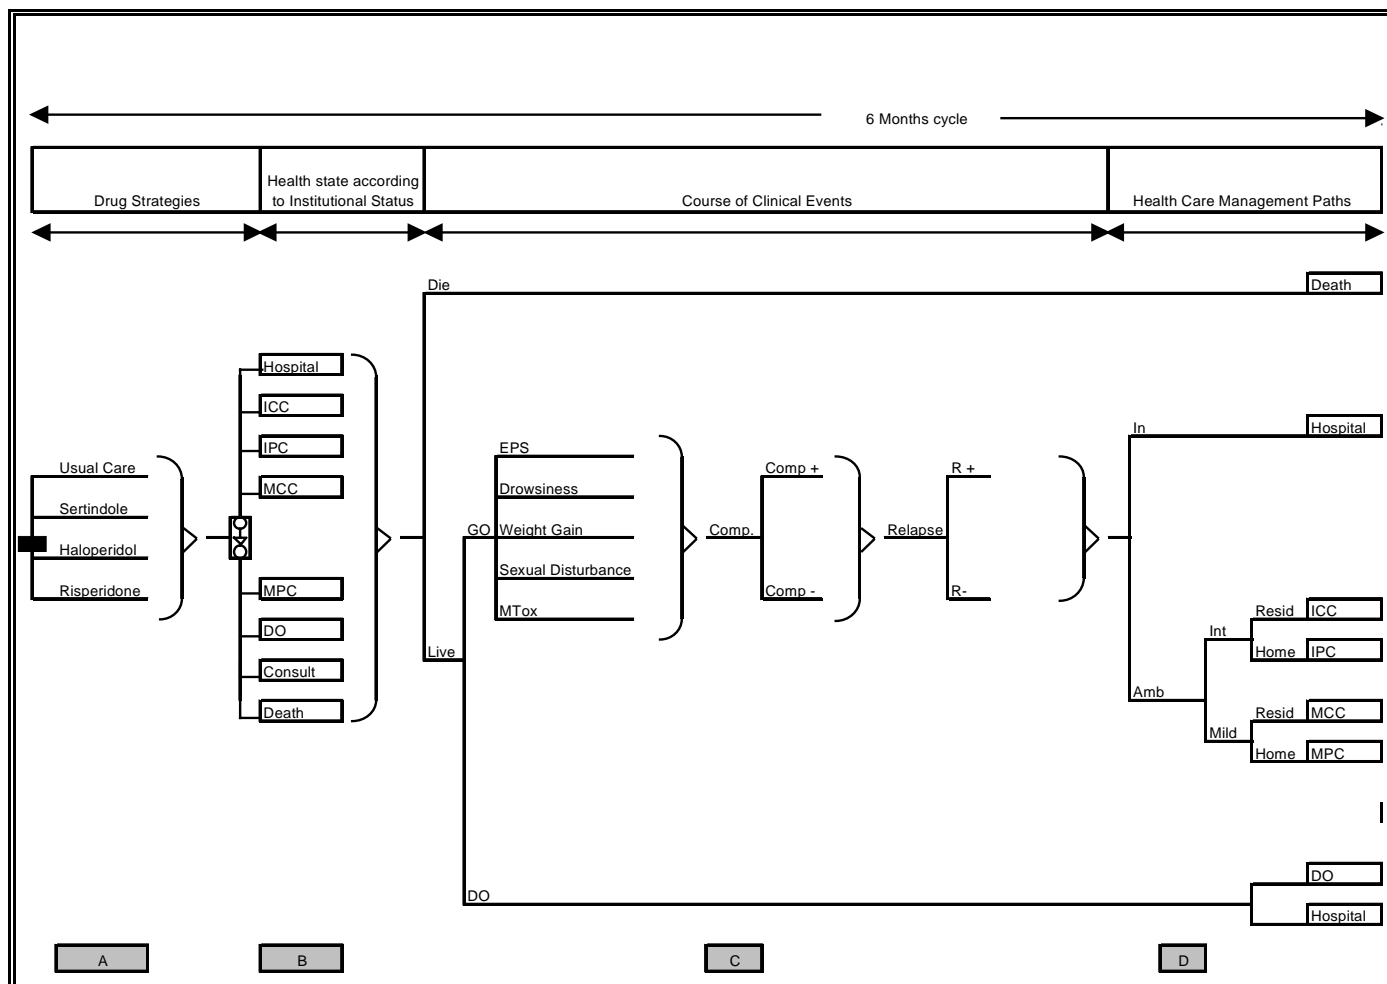 6 Months cycle
Drug Strategies
Health state according
to Institutional Status
Course of Clinical Events
Health Care Management Paths
Die
Death
Hospital
ICC
IPC
MCC
MPC
DO
Consult
Death
Usual Care
Sertindole
Haloperidol
Risperidone
GO
Live
DO
EPS
Drowsiness
Weight Gain
Sexual Disturbance
MTox
Comp.
Comp +
Comp -
Relapse
R +
R-
In
Hospital
Amb
Int
Resid
ICC
Home
IPC
Mild
Resid
MCC
Home
MPC
DO
Hospital
A
B
C
D